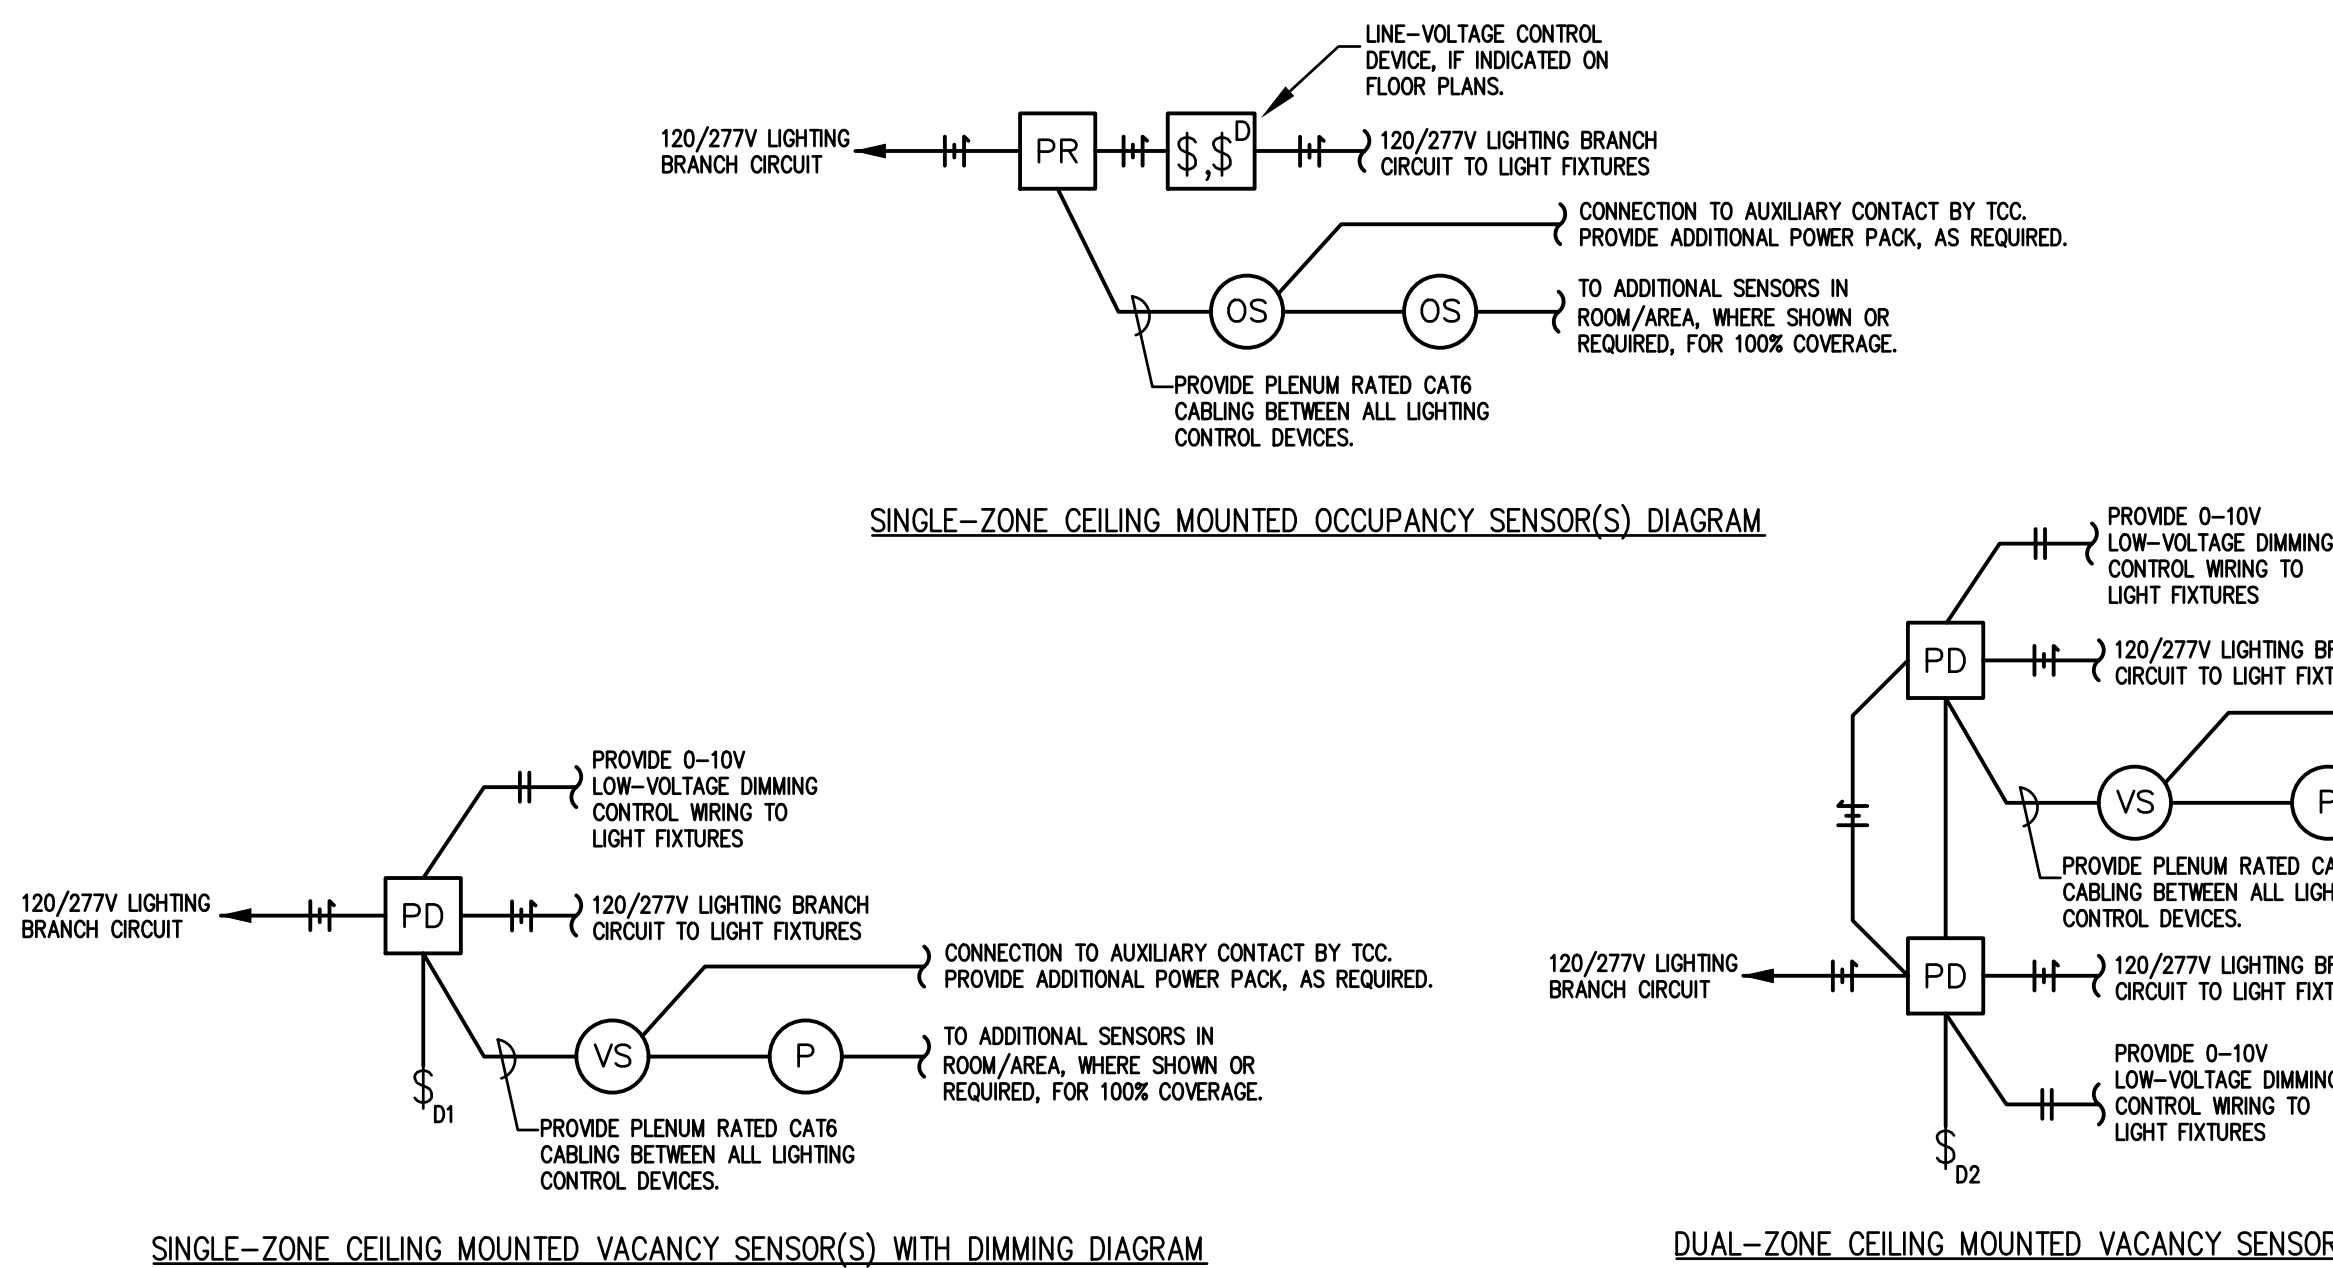 LINE-VOLTAGE CONTROL
DEVICE, IF INDICATED ON
FLOOR PLANS.
120/277V LIGHTING
BRANCH CIRCUIT
PR
$,$D
120/277V LIGHTING BRANCH
CIRCUIT TO LIGHT FIXTURES
CONNECTION TO AUXILIARY CONTACT BY TCC.
PROVIDE ADDITIONAL POWER PACK, AS REQUIRED.
OS
OS
TO ADDITIONAL SENSORS IN
ROOM/AREA, WHERE SHOWN OR
REQUIRED, FOR 100% COVERAGE.
PROVIDE PLENUM RATED CAT6
CABLING BETWEEN ALL LIGHTING
CONTROL DEVICES.
SINGLE-ZONE CEILING MOUNTED OCCUPANCY SENSOR(S) DIAGRAM
PROVIDE 0-10V
LOW-VOLTAGE DIMMING
CONTROL WIRING TO
LIGHT FIXTURES
120/277V LIGHTING
BRANCH CIRCUIT
PD
120/277V LIGHTING BRANCH
CIRCUIT TO LIGHT FIXTURES
CONNECTION TO AUXILIARY CONTACT BY TCC.
PROVIDE ADDITIONAL POWER PACK, AS REQUIRED.
VS
P
TO ADDITIONAL SENSORS IN
ROOM/AREA, WHERE SHOWN OR
REQUIRED, FOR 100% COVERAGE.
$D1
PROVIDE PLENUM RATED CAT6
CABLING BETWEEN ALL LIGHTING
CONTROL DEVICES.
SINGLE-ZONE CEILING MOUNTED VACANCY SENSOR(S) WITH DIMMING DIAGRAM
PROVIDE 0-10V
LOW-VOLTAGE DIMMING
CONTROL WIRING TO
LIGHT FIXTURES
PD
120/277V LIGHTING
CIRCUIT TO LIGHT
VS
P
PROVIDE PLENUM RATED
CABLING BETWEEN ALL
CONTROL DEVICES.
120/277V LIGHTING
BRANCH CIRCUIT
PD
120/277V LIGHTING
CIRCUIT TO LIGHT
PROVIDE 0-10V
LOW-VOLTAGE DIMMING
CONTROL WIRING TO
LIGHT FIXTURES
$D2
DUAL-ZONE CEILING MOUNTED VACANCY SENSOR